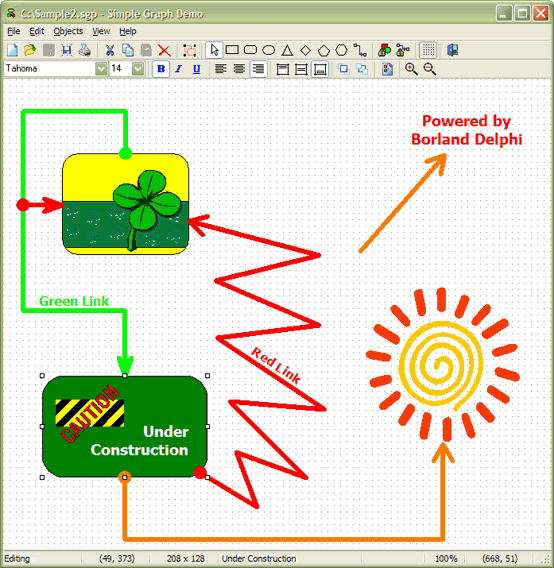 C: Sample2.sgp - Simple Graph Demo
File Edit Objects View Help
Tahoma 14 B I U
Powered by
Borland Delphi
Green Link
Red Link
CAUTION
Under
Construction
Editing (49, 373) 208 x 128 Under Construction 100% (668, 51)